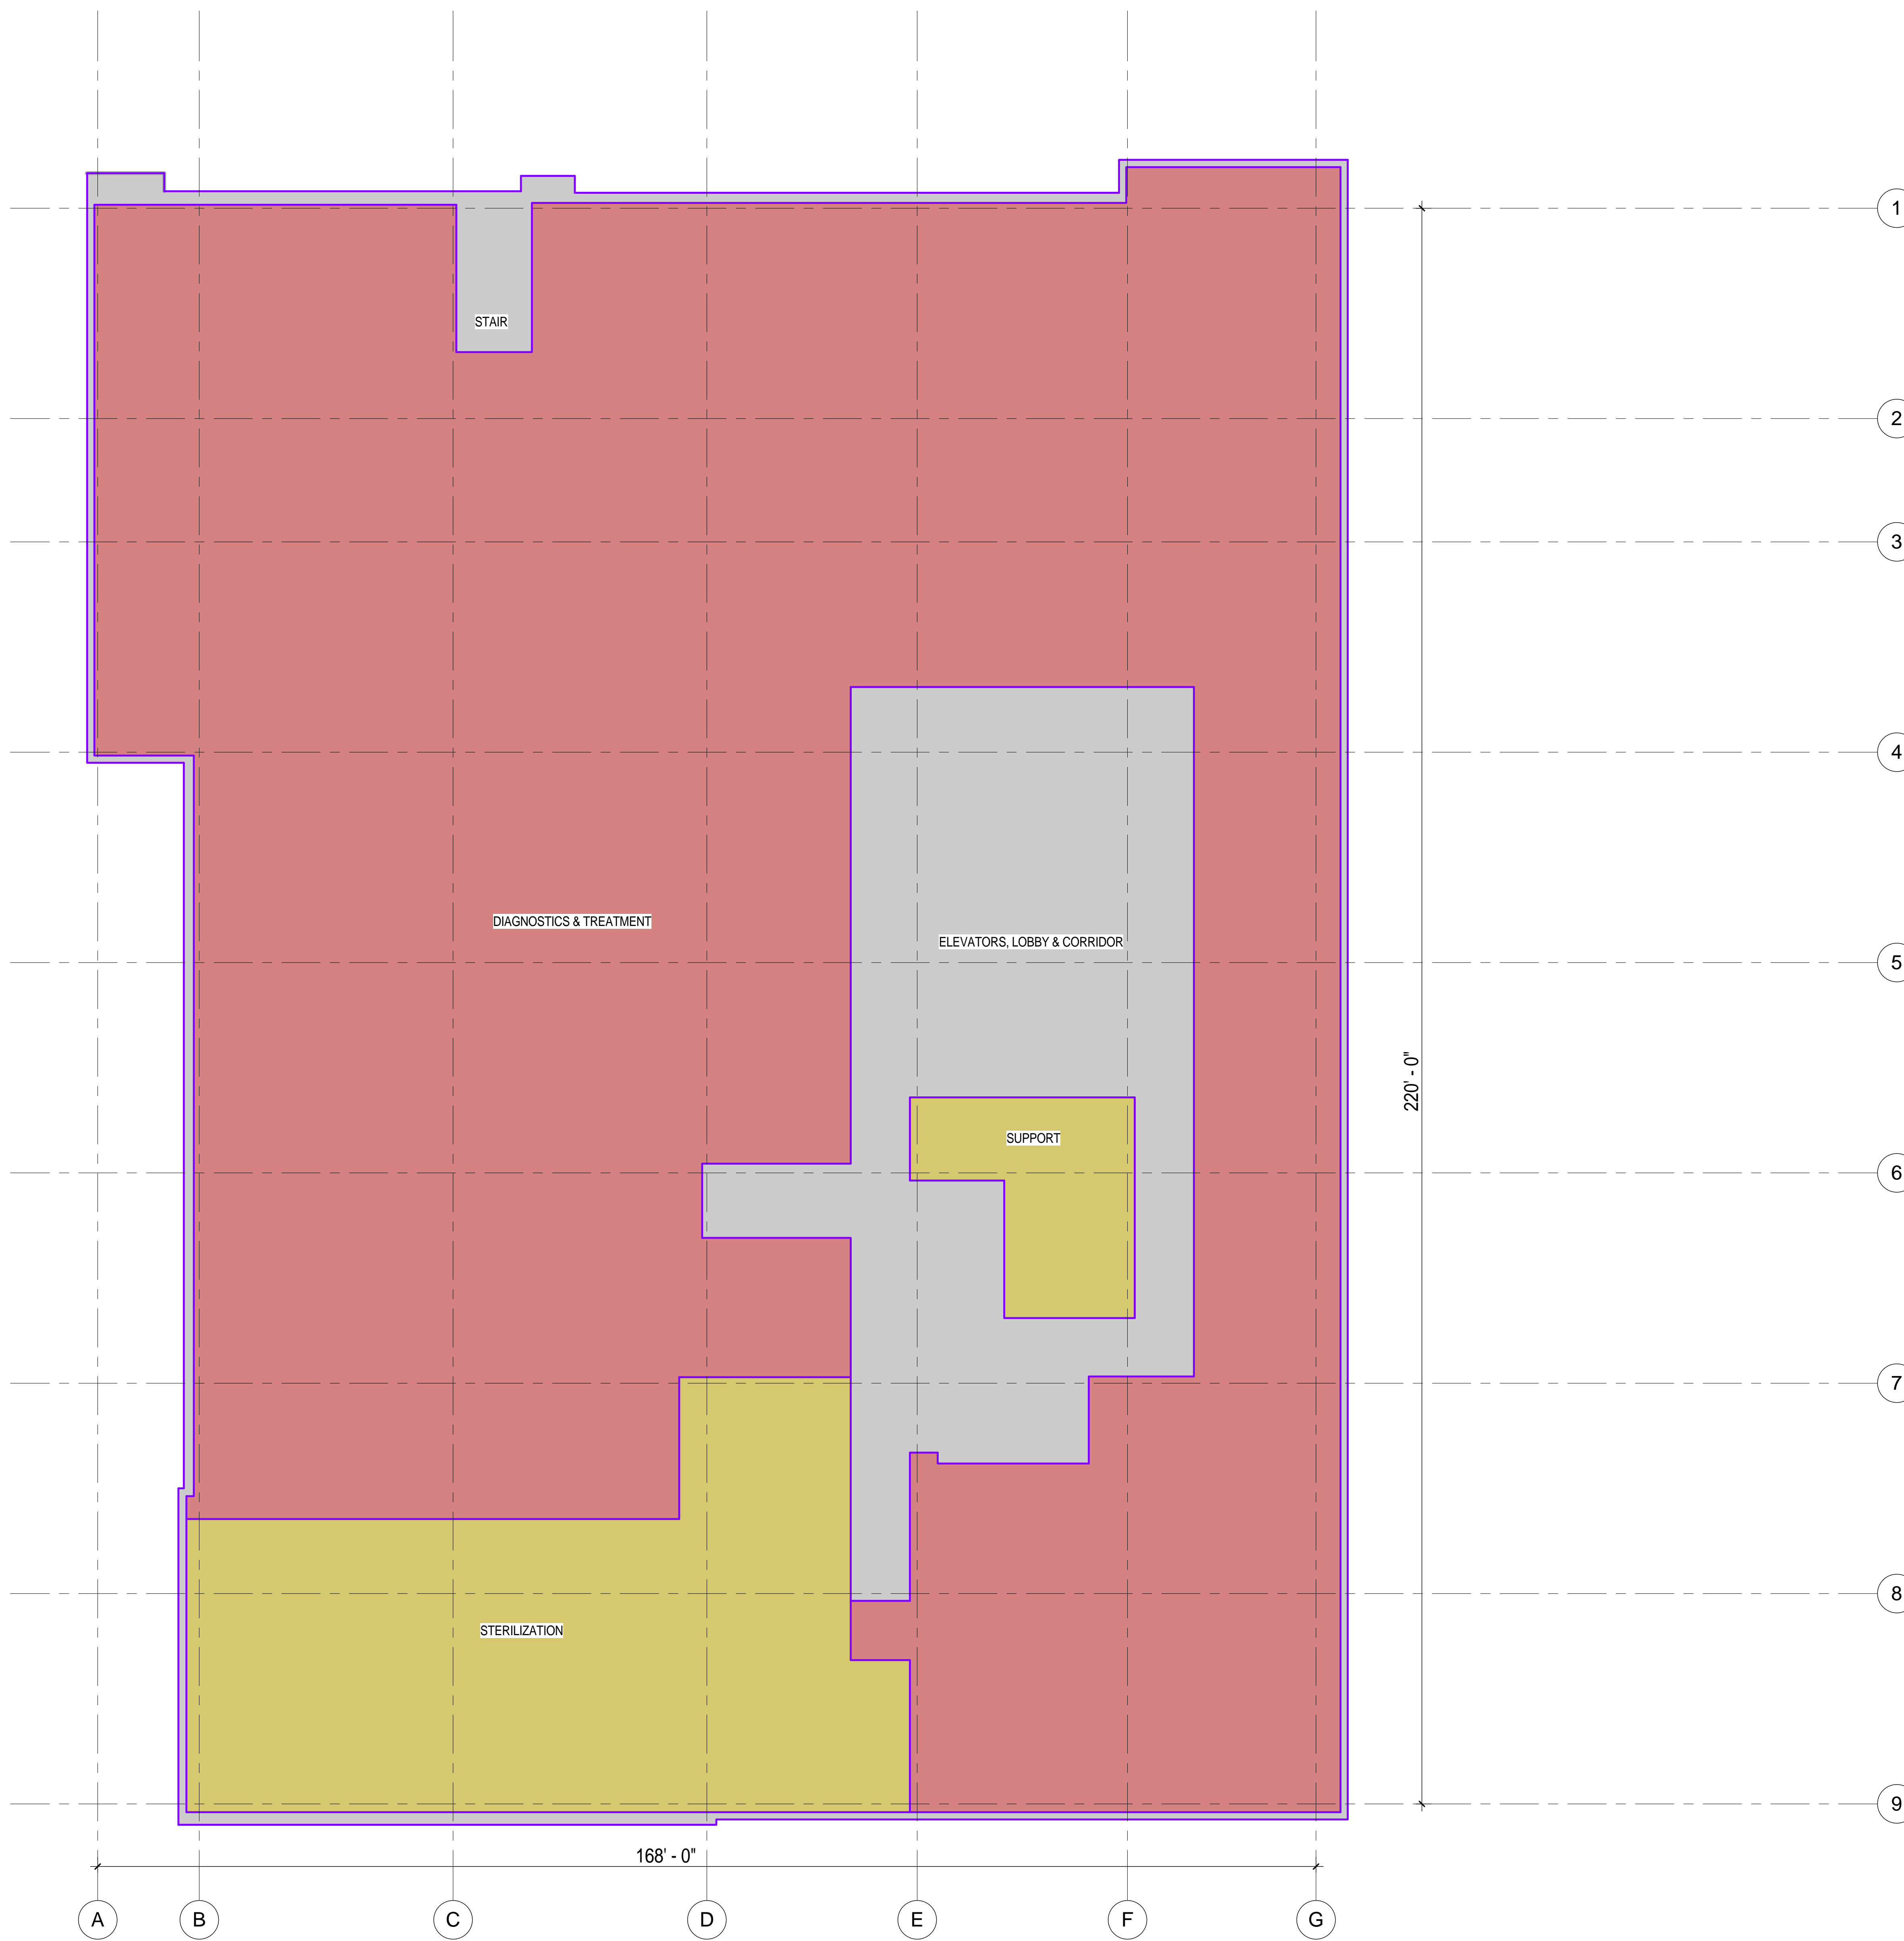 1
STAIR
2
3
4
DIAGNOSTICS & TREATMENT
ELEVATORS, LOBBY & CORRIDOR
5
220' - 0"
SUPPORT
6
7
8
STERILIZATION
9
168' - 0"
A B C D E F G